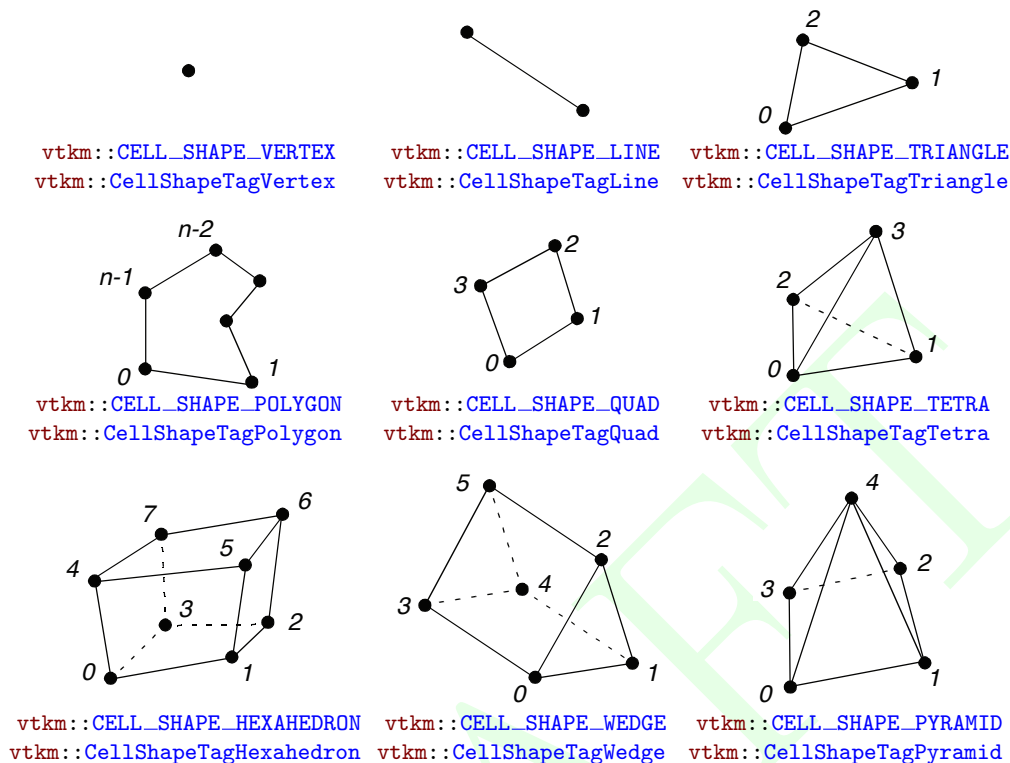 2
1
0
vtkm::CELL_SHAPE_VERTEX
vtkm::CellShapeTagVertex
vtkm::CELL_SHAPE_LINE
vtkm::CellShapeTagLine
vtkm::CELL_SHAPE_TRIANGLE
vtkm::CellShapeTagTriangle
n-2
n-1
0
1
vtkm::CELL_SHAPE_POLYGON
vtkm::CellShapeTagPolygon
2
3
1
0
vtkm::CELL_SHAPE_QUAD
vtkm::CellShapeTagQuad
3
2
1
0
vtkm::CELL_SHAPE_TETRA
vtkm::CellShapeTagTetra
6
7
5
4
3
2
0
1
vtkm::CELL_SHAPE_HEXAHEDRON
vtkm::CellShapeTagHexahedron
5
2
4
3
1
0
vtkm::CELL_SHAPE_WEDGE
vtkm::CellShapeTagWedge
4
2
3
1
0
vtkm::CELL_SHAPE_PYRAMID
vtkm::CellShapeTagPyramid